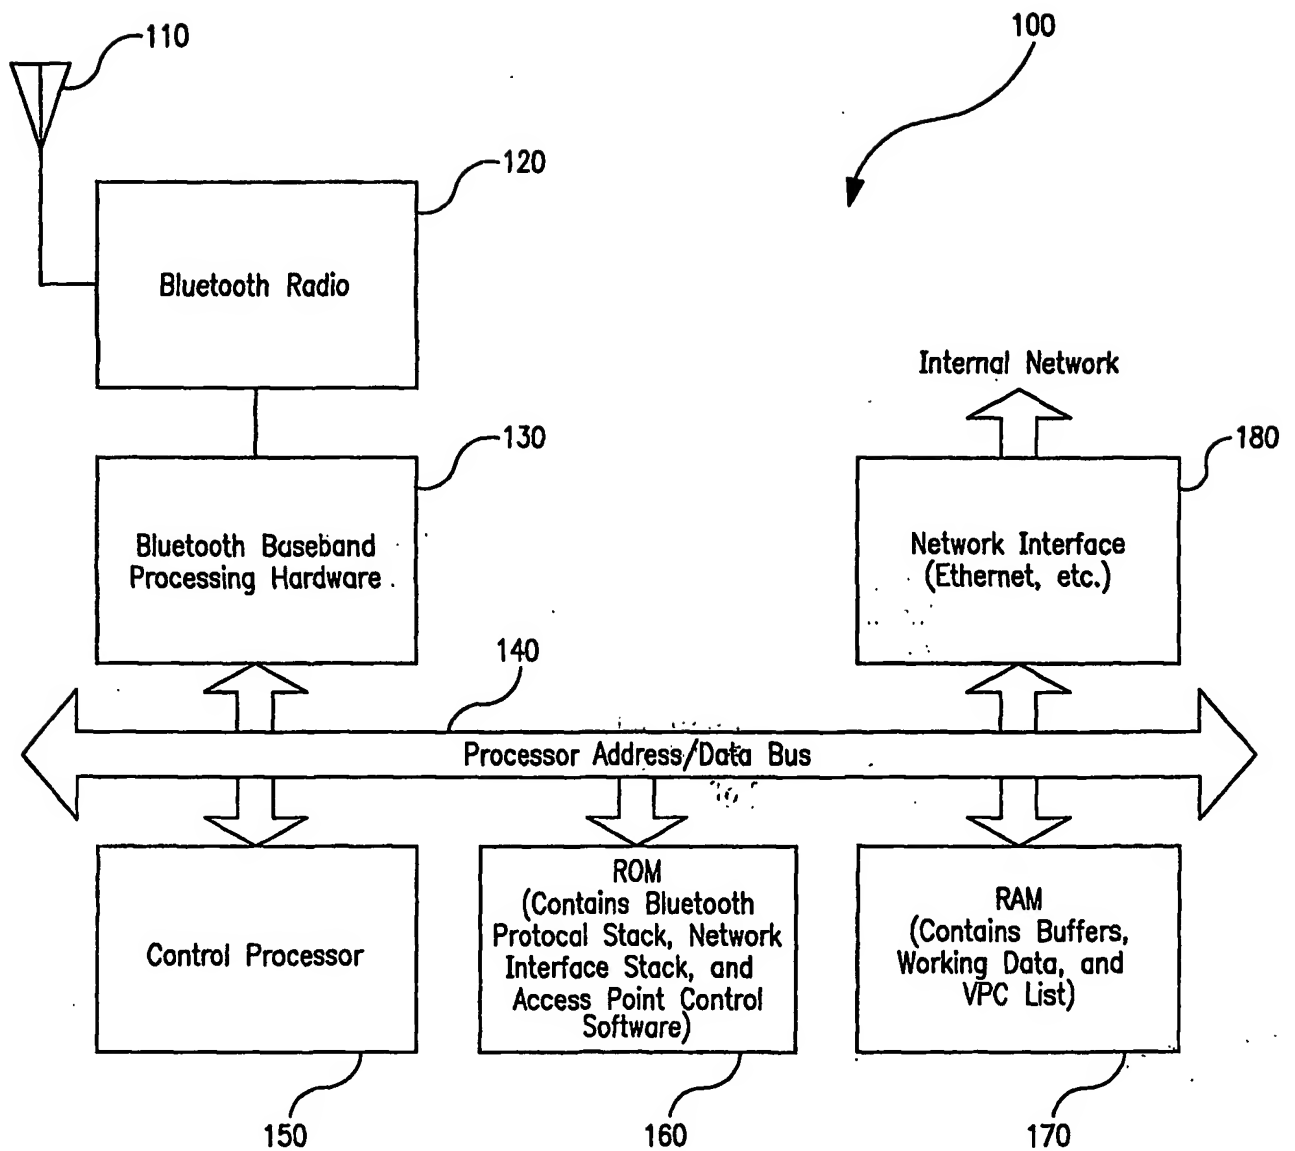 110
100
120
Bluetooth Radio
Internal Network
130
180
Bluetooth Baseband
Processing Hardware
Network Interface
(Ethernet, etc.)
140
Processor Address/Data Bus
Control Processor
ROM
(Contains Bluetooth
Protocal Stack, Network
Interface Stack, and
Access Point Control
Software)
RAM
(Contains Buffers,
Working Data, and
VPC List)
150
160
170